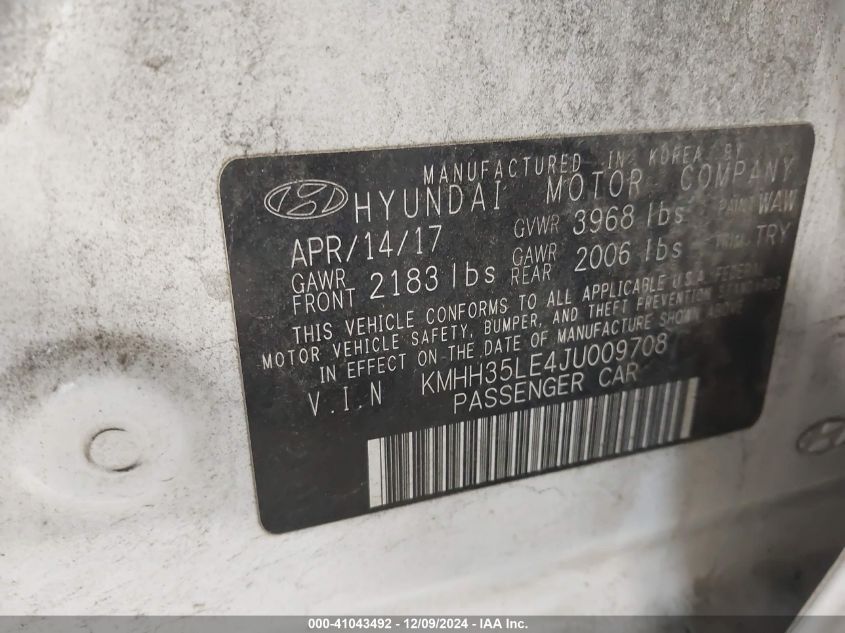 MANUFACTURED IN KOREA BY
HYUNDAI MOTOR COMPANY
APR/14/17 GVWR 3968 lbs PAINT WAW
GAWR FRONT 2183 lbs GAWR REAR 2006 lbs TRIM TRY
THIS VEHICLE CONFORMS TO ALL APPLICABLE U.S.A. FEDERAL
MOTOR VEHICLE SAFETY, BUMPER, AND THEFT PREVENTION STANDARDS
IN EFFECT ON THE DATE OF MANUFACTURE SHOWN ABOVE
V.I.N KMHH35LE4JU009708
PASSENGER CAR
000-41043492 - 12/09/2024 - IAA Inc.